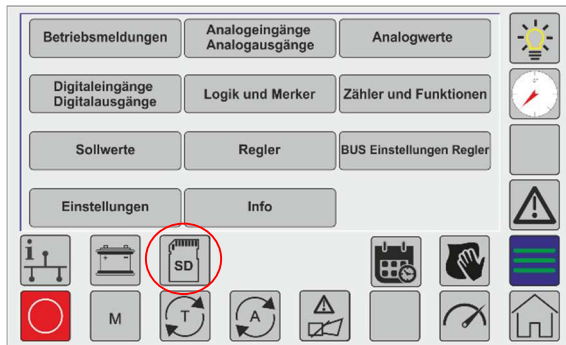 Betriebsmeldungen
Analogeingänge
Analogausgänge
Analogwerte
Digitaleingänge
Digitalausgänge
Logik und Merker
Zähler und Funktionen
Sollwerte
Regler
BUS Einstellungen Regler
Einstellungen
Info
i
SD
M
T
A